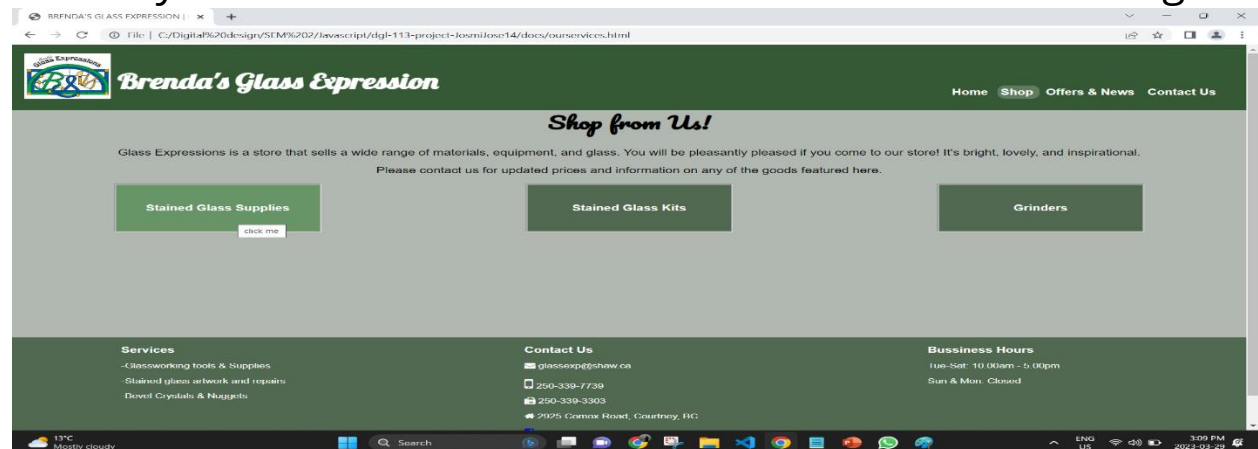 BRENDA'S GLASS EXPRESSION |
File | C:/Digital%20design/SEM%202/Javascript/dgl-113-project-JosmiJose14/docs/ourservices.html
Glass Expressions
Brenda's Glass Expression
Home Shop Offers & News Contact Us
Shop from Us!
Glass Expressions is a store that sells a wide range of materials, equipment, and glass. You will be pleasantly pleased if you come to our store! It's bright, lovely, and inspirational.
Please contact us for updated prices and information on any of the goods featured here.
Stained Glass Supplies
Stained Glass Kits
Grinders
click me
Services
-Glassworking tools & Supplies
-Stained glass artwork and repairs
-Bevel Crystals & Nuggets
Contact Us
glassexp@shaw.ca
250-339-7739
250-339-3303
2925 Comox Road, Courtney, BC
Bussiness Hours
Tue-Sat: 10.00am - 5.00pm
Sun & Mon: Closed
13°C
Mostly cloudy
Search
ENG
US
3:09 PM
2023-03-29